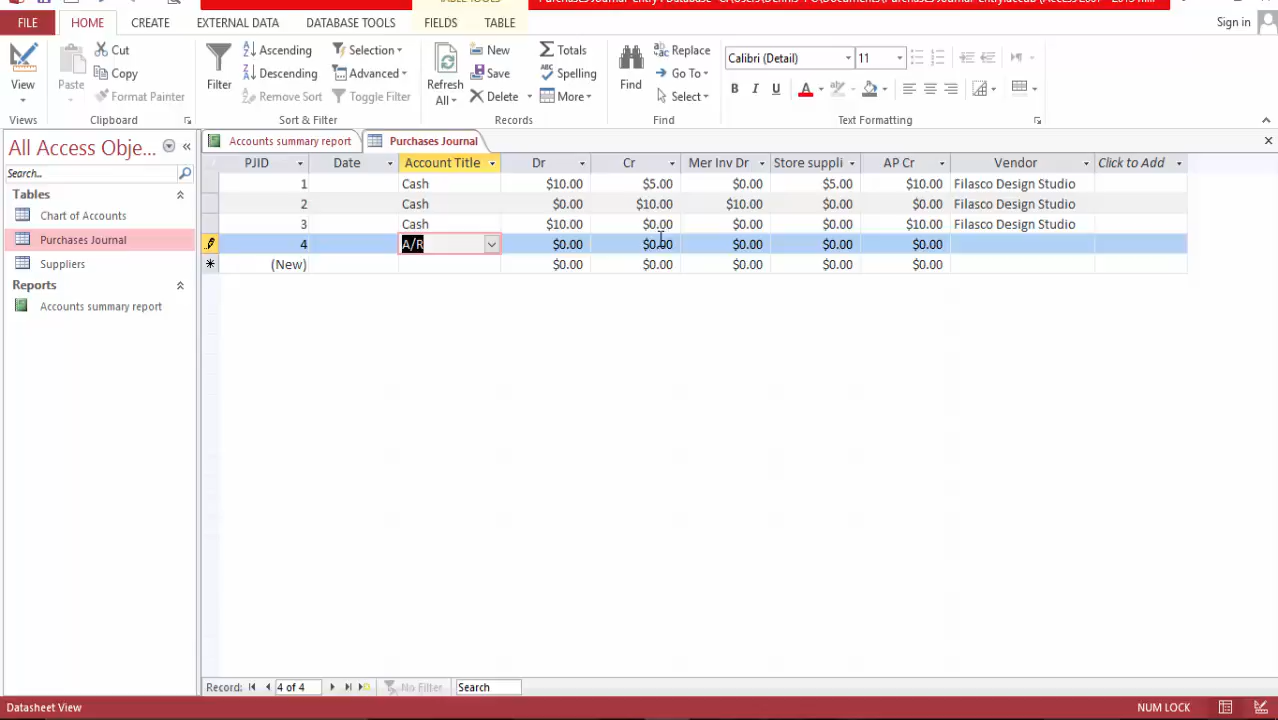 FILE HOME CREATE EXTERNAL DATA DATABASE TOOLS FIELDS TABLE Sign in
View Paste Cut Copy Format Painter
Filter Ascending Descending Remove Sort Selection Advanced Toggle Filter
Refresh All New Save Delete Totals Spelling More
Find Replace Go To Select
Calibri (Detail) 11
B I U A
Views Clipboard Sort & Filter Records Find Text Formatting
All Access Obje...
Search...
Tables
Chart of Accounts
Purchases Journal
Suppliers
Reports
Accounts summary report
Accounts summary report Purchases Journal
PJID Date Account Title Dr Cr Mer Inv Dr Store suppli AP Cr Vendor Click to Add
1 Cash $10.00 $5.00 $0.00 $5.00 $10.00 Filasco Design Studio
2 Cash $0.00 $10.00 $10.00 $0.00 $0.00 Filasco Design Studio
3 Cash $10.00 $0.00 $0.00 $0.00 $10.00 Filasco Design Studio
4 A/R $0.00 $0.00 $0.00 $0.00 $0.00
(New) $0.00 $0.00 $0.00 $0.00 $0.00
Record: 4 of 4 No Filter Search
Datasheet View NUM LOCK